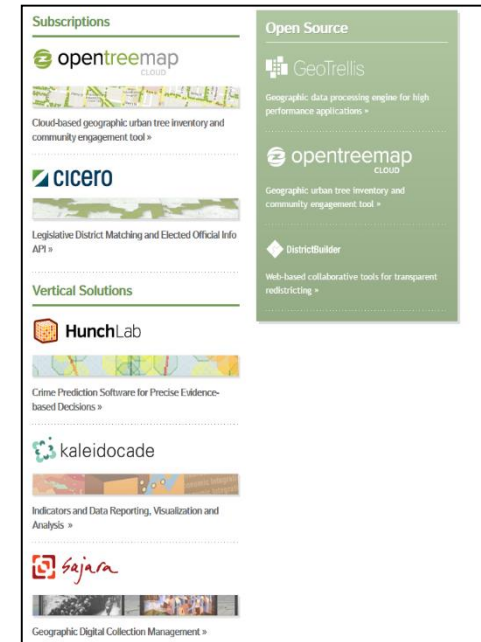 Subscriptions
opentreemap
CLOUD
Cloud-based geographic urban tree inventory and
community engagement tool »
cicero
Legislative District Matching and Elected Official Info
API »
Vertical Solutions
HunchLab
Crime Prediction Software for Precise Evidence-
based Decisions »
kaleidocade
Indicators and Data Reporting, Visualization and
Analysis »
sajara
Geographic Digital Collection Management »
Open Source
GeoTrellis
Geographic data processing engine for high
performance applications »
opentreemap
CLOUD
Geographic urban tree inventory and
community engagement tool »
DistrictBuilder
Web-based collaborative tools for transparent
redistricting »